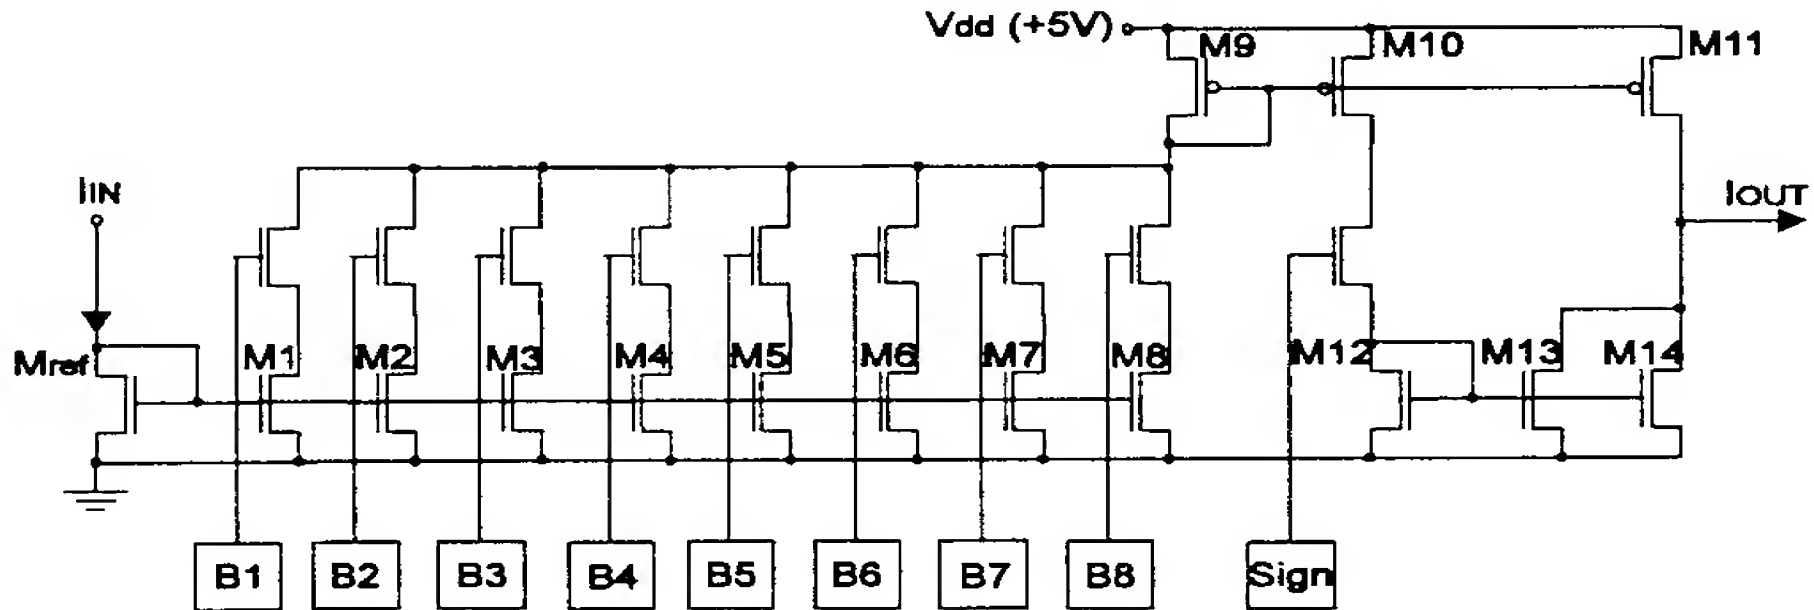 Vdd (+5V)
M9
M10
M11
IIN
IOUT
Mref
M1
M2
M3
M4
M5
M6
M7
M8
M12
M13
M14
B1
B2
B3
B4
B5
B6
B7
B8
Sign